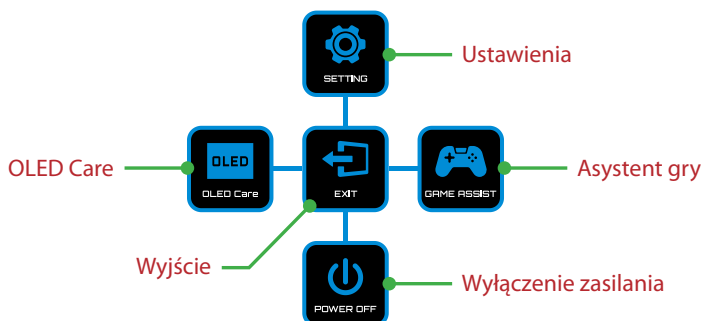 Ustawienia
SETTING
OLED Care
OLED
OLED Care
EXIT
GAME ASSIST
Asystent gry
Wyjście
POWER OFF
Wyłączenie zasilania